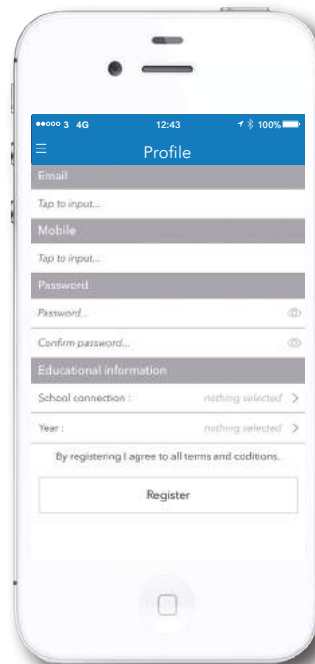 3 4G 12:43 100%
Profile
Email
Tap to input...
Mobile
Tap to input...
Password
Password...
Confirm password...
Educational information
School connection : nothing selected
Year : nothing selected
By registering I agree to all terms and coditions.
Register